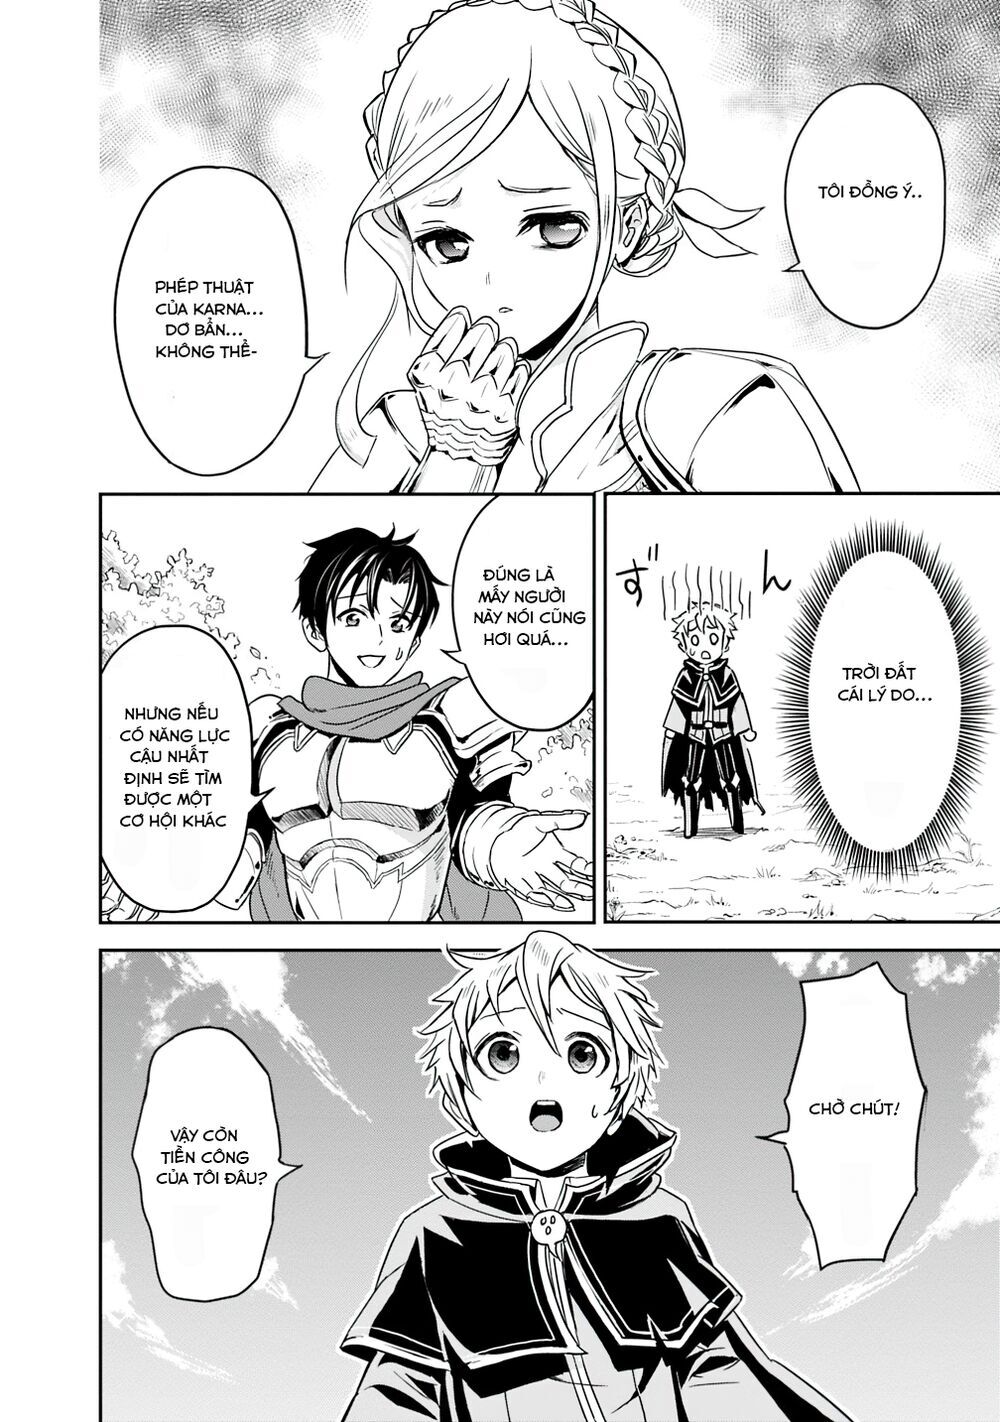 TÔI ĐỒNG Ý..
PHÉP THUẬT
CỦA KARNA...
DƠ BẨN...
KHÔNG THỂ-
TRỜI ĐẤT
CÁI LÝ DO...
ずん
ĐÚNG LÀ
MẤY NGƯỜI
NÀY NÓI CŨNG
HƠI QUÁ...
NHƯNG NẾU
CÓ NĂNG LỰC
CẬU NHẤT
ĐỊNH SẼ TÌM
ĐƯỢC MỘT
CƠ HỘI KHÁC
CHỜ CHÚT!
VẬY CÒN
TIỀN CÔNG
CỦA TÔI ĐÂU?